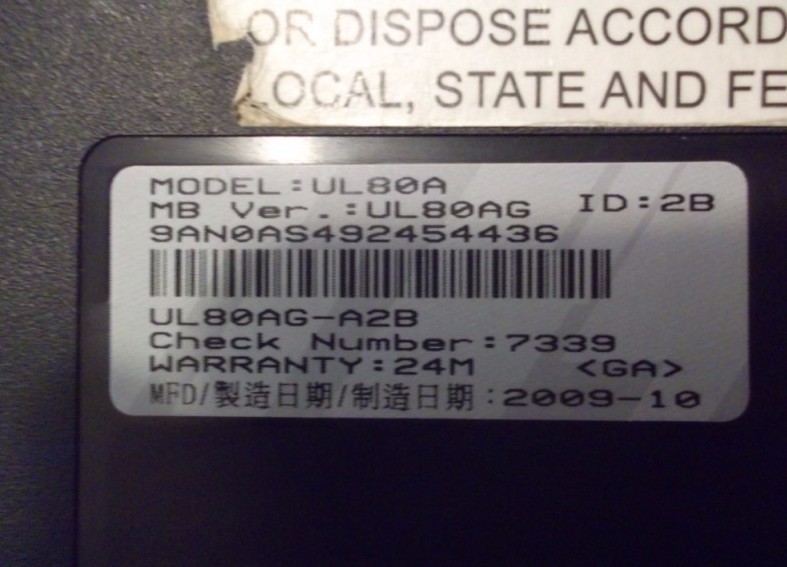 OR DISPOSE ACCORD
LOCAL, STATE AND FE
MODEL:UL80A
MB Ver.:UL80AG ID:2B
9AN0AS492454436
UL80AG-A2B
Check Number:7339
WARRANTY:24M <GA>
MFD/製造日期/制造日期:2009-10